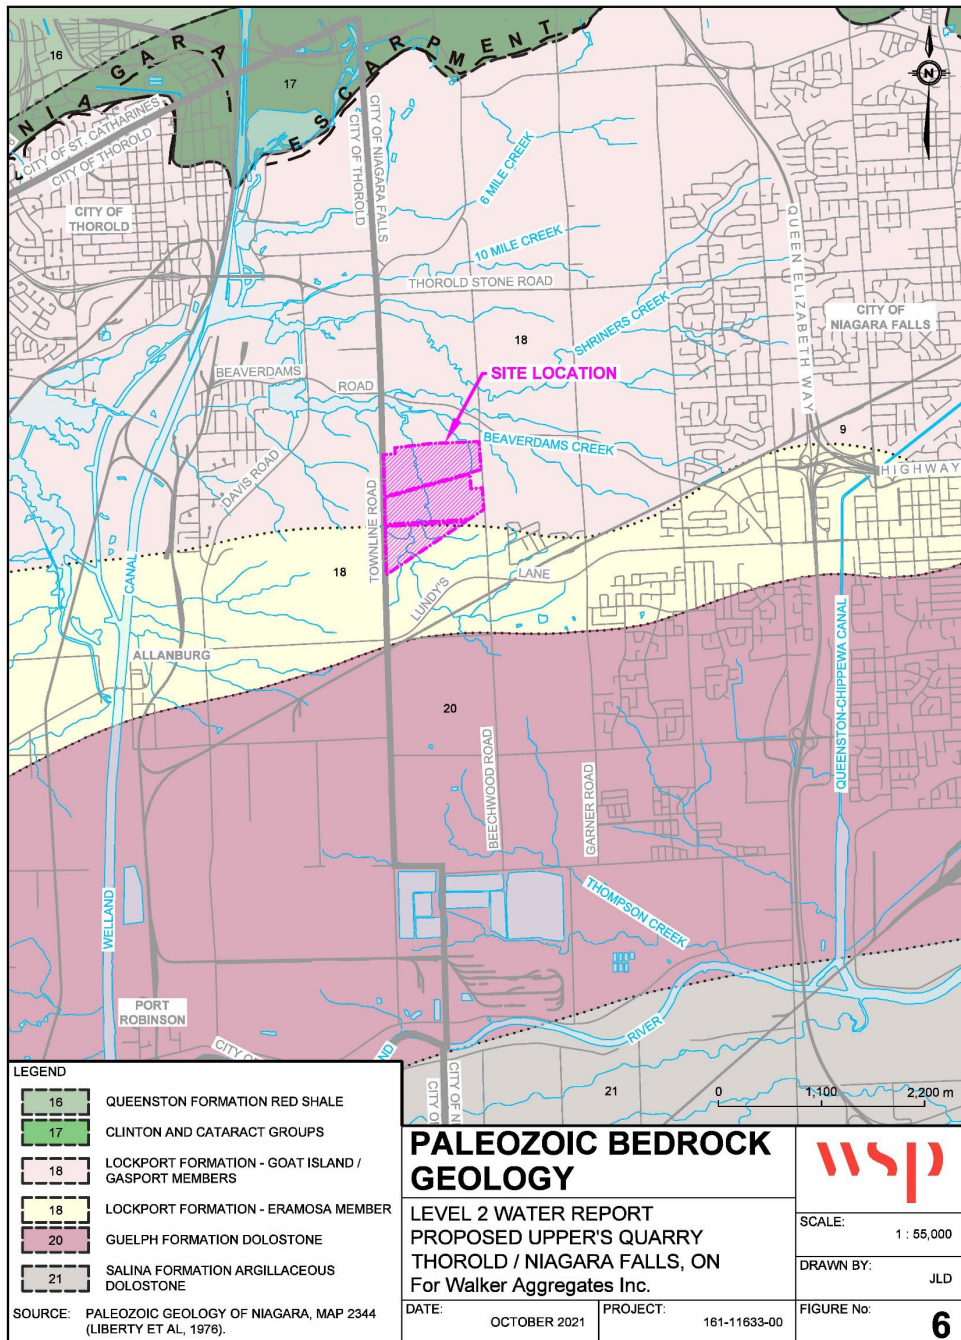 16
NIAGARA
ESCARPMENT
17
N
CITY OF ST. CATHARINES
CITY OF THOROLD
CITY OF NIAGARA FALLS
CITY OF THOROLD
CITY OF
THOROLD
6 MILE CREEK
10 MILE CREEK
THOROLD STONE ROAD
QUEEN ELIZABETH WAY
CITY OF
NIAGARA FALLS
SHRINERS CREEK
18
BEAVERDAMS
ROAD
SITE LOCATION
BEAVERDAMS CREEK
9
HIGHWAY
DAVIS ROAD
TOWNLINE ROAD
CANAL
18
LUNDY'S
LANE
ALLANBURG
20
QUEENSTON-CHIPPEWA CANAL
BEECHWOOD ROAD
GARNER ROAD
THOMPSON CREEK
WELLAND
PORT
ROBINSON
RIVER
CITY OF
ND
CITY OF N
CITY O
21
0 1,100 2,200 m
LEGEND
16 QUEENSTON FORMATION RED SHALE
17 CLINTON AND CATARACT GROUPS
18 LOCKPORT FORMATION - GOAT ISLAND /
GASPORT MEMBERS
18 LOCKPORT FORMATION - ERAMOSA MEMBER
20 GUELPH FORMATION DOLOSTONE
21 SALINA FORMATION ARGILLACEOUS
DOLOSTONE
SOURCE: PALEOZOIC GEOLOGY OF NIAGARA, MAP 2344
(LIBERTY ET AL, 1976).
PALEOZOIC BEDROCK
GEOLOGY
LEVEL 2 WATER REPORT
PROPOSED UPPER'S QUARRY
THOROLD / NIAGARA FALLS, ON
For Walker Aggregates Inc.
DATE:
OCTOBER 2021
PROJECT:
161-11633-00
wsp
SCALE:
1 : 55,000
DRAWN BY:
JLD
FIGURE No:
6